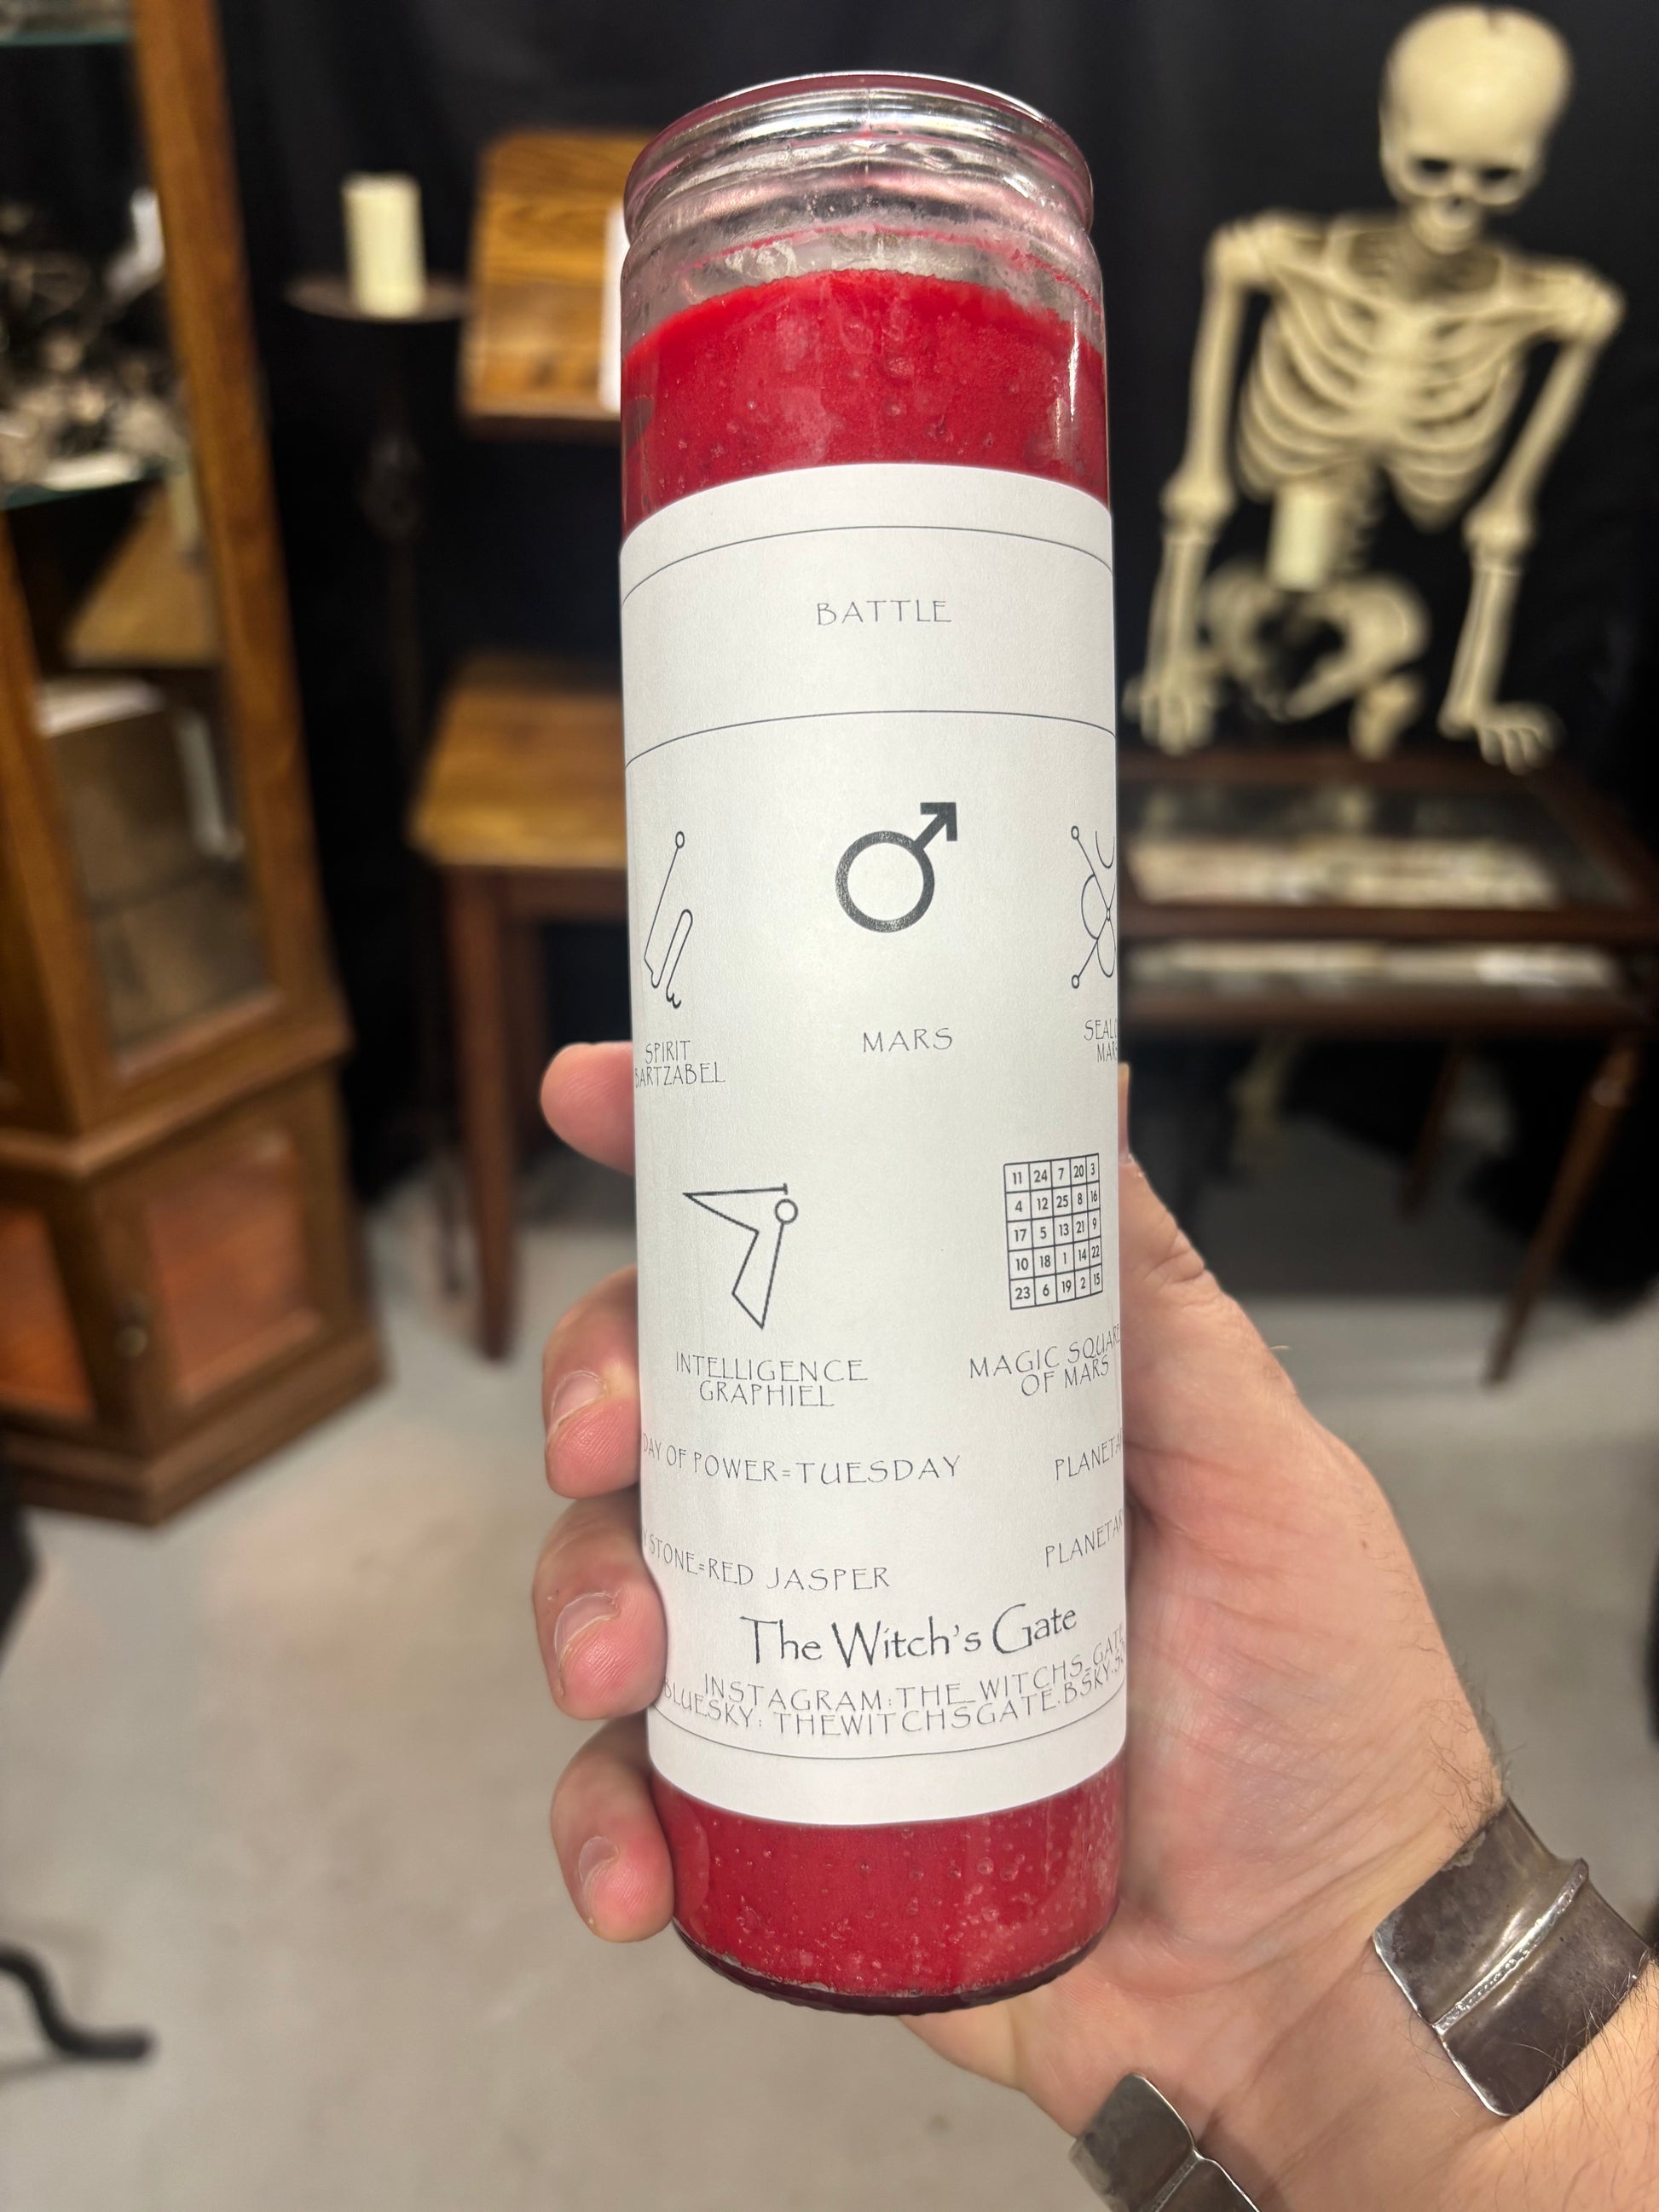 BATTLE
MARS
SPIRIT
BARTZABEL
SEAL
11 24 7 20 3
4 12 25 8 16
17 5 13 21 9
10 18 1 14 22
23 6 19 2 15
INTELLIGENCE
GRAPHIEL
MAGIC SQUARE
OF MARS
DAY OF POWER=TUESDAY
STONE=RED JASPER
The Witch's Gate
INSTAGRAM:THE_WITCHS_GATE
BLUESKY: THEWITCHSGATE.BSKY.